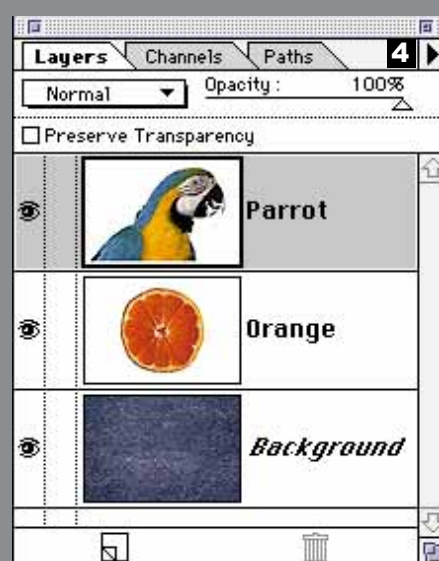 Layers Channels Paths 4
Normal Opacity: 100%
Preserve Transparency
Parrot
Orange
Background